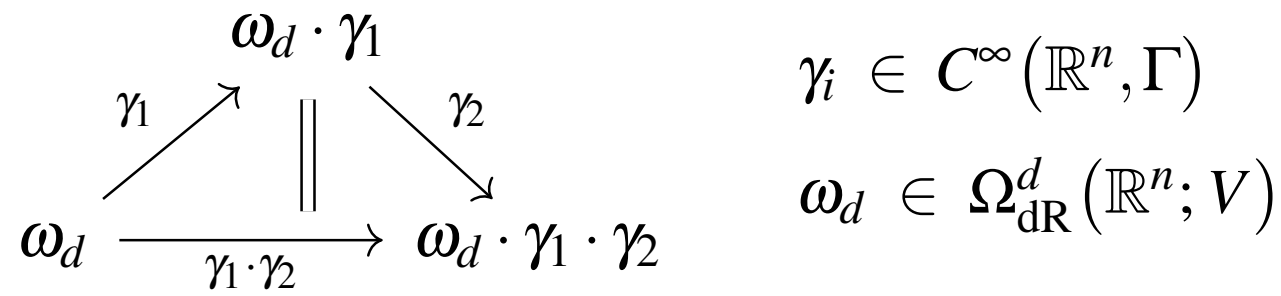 ω_d · γ_1
γ_1
γ_2
ω_d
γ_1·γ_2
ω_d · γ_1 · γ_2
γ_i ∈ C^∞(ℝ^n, Γ)
ω_d ∈ Ω^d_dR(ℝ^n; V)